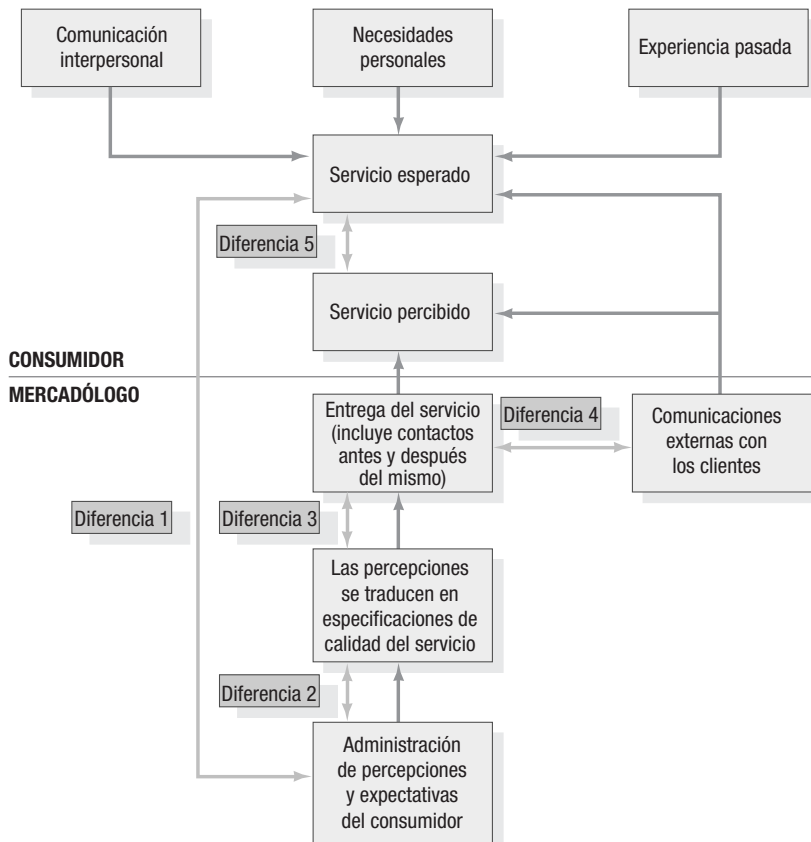 Comunicación
interpersonal
Necesidades
personales
Experiencia pasada
Servicio esperado
Diferencia 5
Servicio percibido
CONSUMIDOR
MERCADÓLOGO
Entrega del servicio
(incluye contactos
antes y después
del mismo)
Diferencia 4
Comunicaciones
externas con
los clientes
Diferencia 1
Diferencia 3
Las percepciones
se traducen en
especificaciones de
calidad del servicio
Diferencia 2
Administración
de percepciones
y expectativas
del consumidor